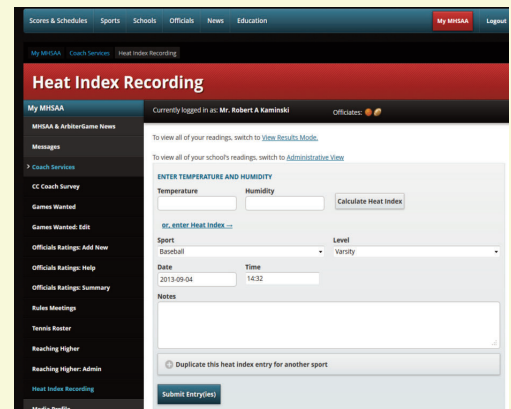 Scores & Schedules Sports Schools Officials News Education My MHSAA Logout
My MHSAA Coach Services Heat Index Recording
Heat Index Recording
My MHSAA
Currently logged in as: Mr. Robert A Kaminski Officiates:
MHSAA & ArbiterGame News
Messages
Coach Services
CC Coach Survey
Games Wanted
Games Wanted: Edit
Officials Ratings: Add New
Officials Ratings: Help
Officials Ratings: Summary
Rules Meetings
Tennis Roster
Reaching Higher
Reaching Higher: Admin
Heat Index Recording
Media Profile
To view all of your readings, switch to View Results Mode.
To view all of your school's readings, switch to Administrative View
ENTER TEMPERATURE AND HUMIDITY
Temperature Humidity
Calculate Heat Index
or, enter Heat Index →
Sport Level
Baseball Varsity
Date Time
2013-09-04 14:32
Notes
Duplicate this heat index entry for another sport
Submit Entry(ies)